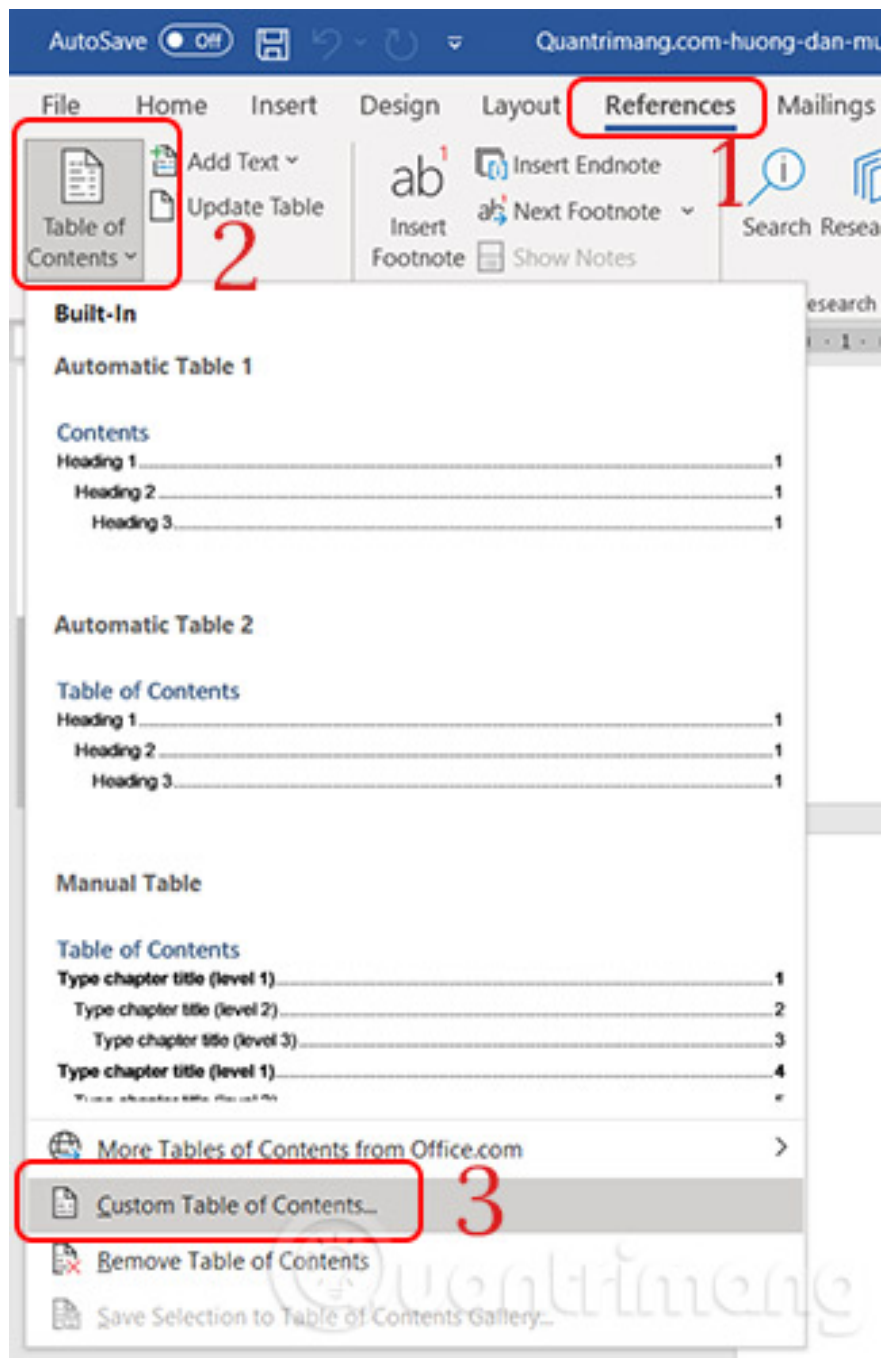 AutoSave Off Quantrimang.com-huong-dan-mu
File Home Insert Design Layout References Mailings
1
Table of Contents
Add Text
Update Table
2
ab1
Insert Footnote
Insert Endnote
Next Footnote
Show Notes
Search Resea
esearch
1
Built-In
Automatic Table 1
Contents
Heading 1 1
Heading 2 1
Heading 3 1
Automatic Table 2
Table of Contents
Heading 1 1
Heading 2 1
Heading 3 1
Manual Table
Table of Contents
Type chapter title (level 1) 1
Type chapter title (level 2) 2
Type chapter title (level 3) 3
Type chapter title (level 1) 4
More Tables of Contents from Office.com
Custom Table of Contents...
3
Remove Table of Contents
Save Selection to Table of Contents Gallery...
Quantrimang